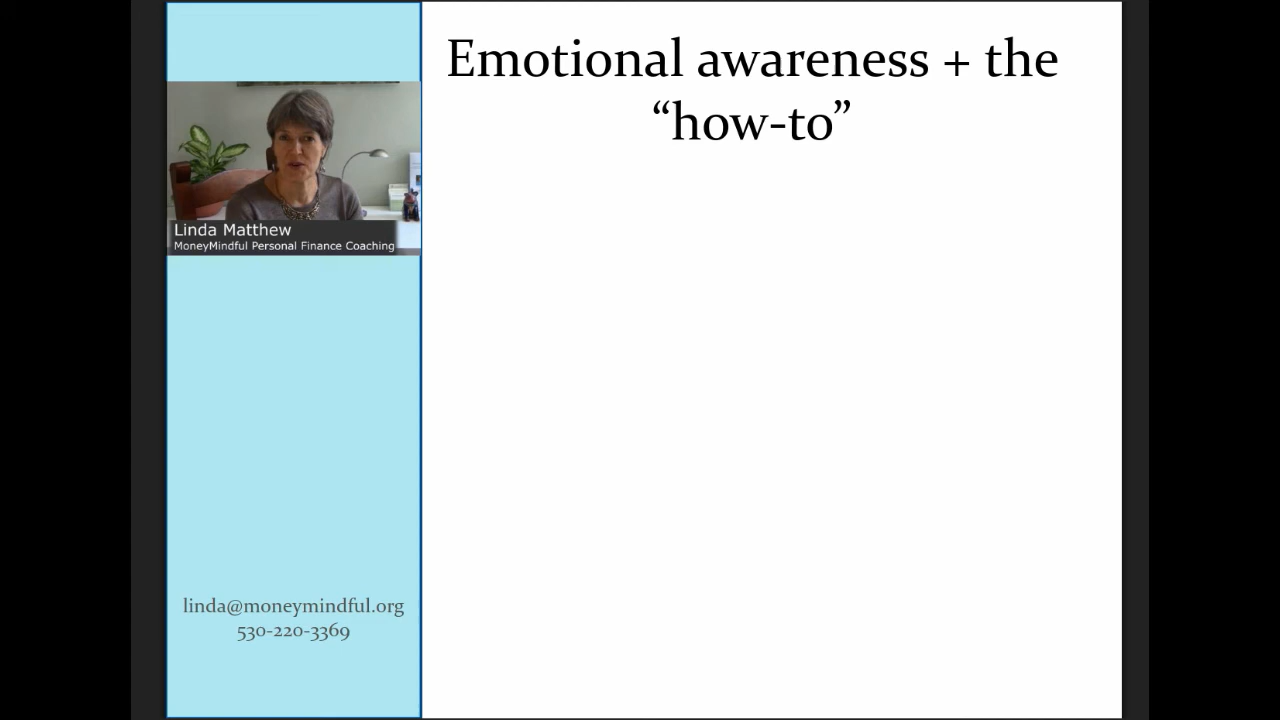 Emotional awareness + the
“how-to”
Linda Matthew
MoneyMindful Personal Finance Coaching
linda@moneymindful.org
530-220-3369